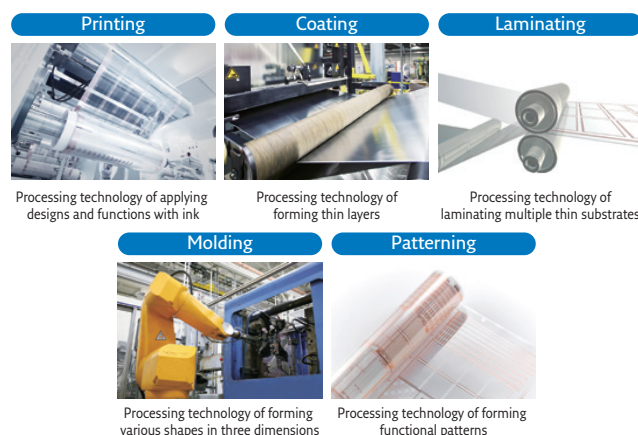 Printing
Coating
Laminating
Processing technology of applying
designs and functions with ink
Processing technology of
forming thin layers
Processing technology of
laminating multiple thin substrates
Molding
Patterning
Processing technology of forming
various shapes in three dimensions
Processing technology of forming
functional patterns